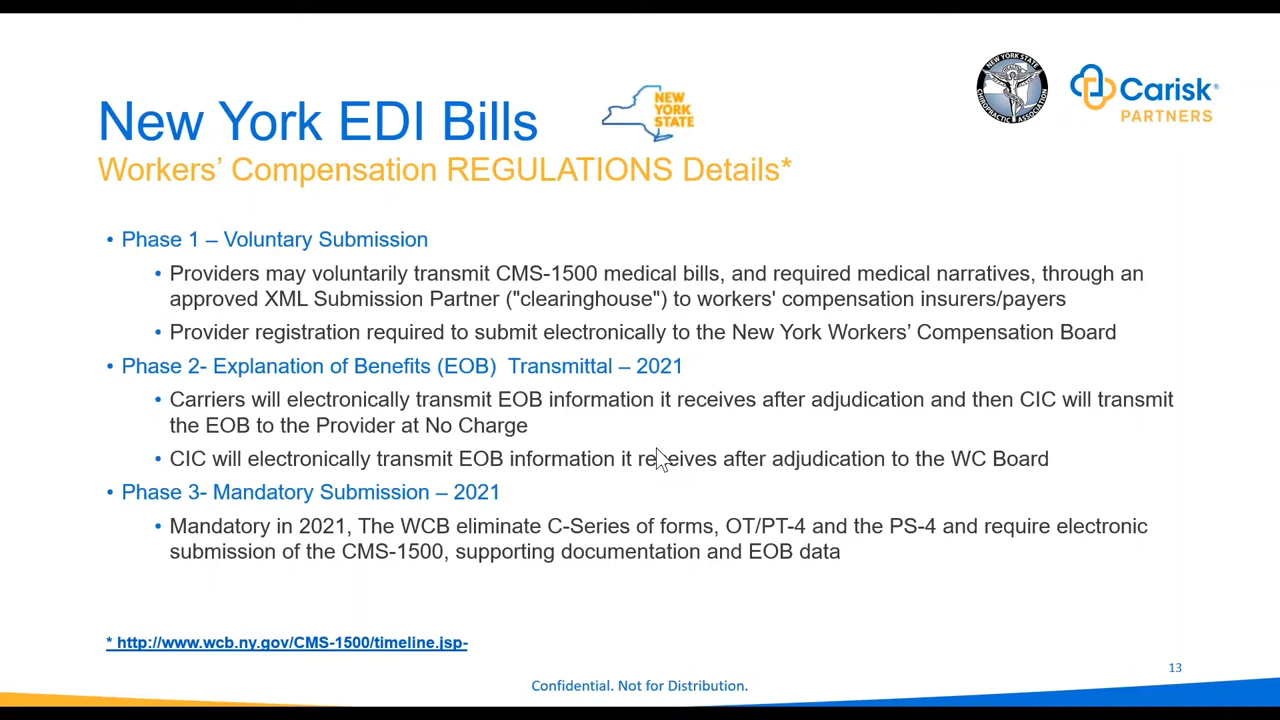 NEW YORK STATE
CHIROPRACTIC ASSOCIATION
Carisk®
PARTNERS
New York EDI Bills
NEW
YORK
STATE
Workers’ Compensation REGULATIONS Details*
• Phase 1 – Voluntary Submission
• Providers may voluntarily transmit CMS-1500 medical bills, and required medical narratives, through an
approved XML Submission Partner ("clearinghouse") to workers' compensation insurers/payers
• Provider registration required to submit electronically to the New York Workers’ Compensation Board
• Phase 2- Explanation of Benefits (EOB)  Transmittal – 2021
• Carriers will electronically transmit EOB information it receives after adjudication and then CIC will transmit
the EOB to the Provider at No Charge
• CIC will electronically transmit EOB information it receives after adjudication to the WC Board
• Phase 3- Mandatory Submission – 2021
• Mandatory in 2021, The WCB eliminate C-Series of forms, OT/PT-4 and the PS-4 and require electronic
submission of the CMS-1500, supporting documentation and EOB data
* http://www.wcb.ny.gov/CMS-1500/timeline.jsp-
13
Confidential. Not for Distribution.